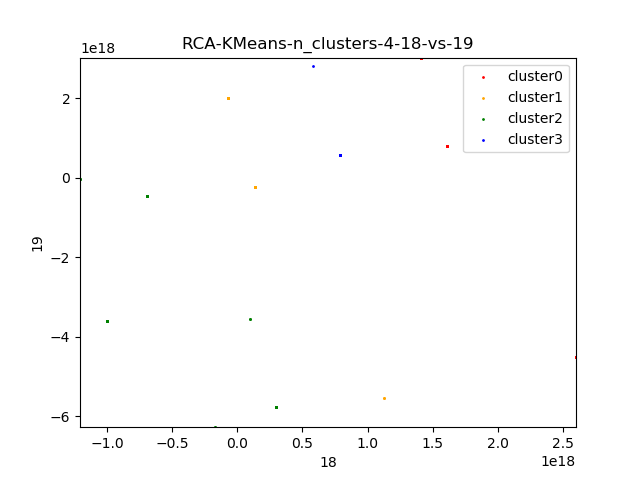 RCA-KMeans-n_clusters-4-18-vs-19
1e18
cluster0
cluster1
cluster2
cluster3
2
0
−2
−4
−6
19
−1.0 −0.5 0.0 0.5 1.0 1.5 2.0 2.5
18
1e18